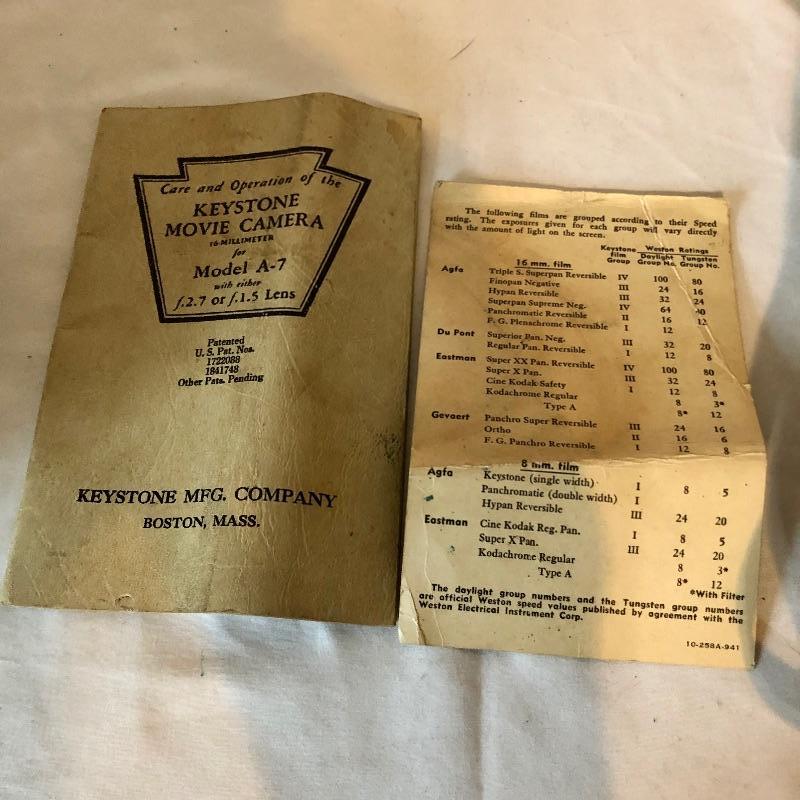 Care and Operation of the
KEYSTONE
MOVIE CAMERA
16-MILLIMETER
for
Model A-7
with either
f.2.7 or f.1.5 Lens
Patented
U. S. Pat. Nos.
1722088
1841748
Other Pats. Pending
KEYSTONE MFG. COMPANY
BOSTON, MASS.
The following films are grouped according to their Speed
rating. The exposures given for each group will vary directly
with the amount of light on the screen.
Keystone film Group Weston Ratings Daylight Group No. Tungsten Group No.
16 mm. film
Agfa Triple S. Superpan Reversible IV 100 80
Finopan Negative III 24 16
Hypan Reversible III 32 24
Superpan Supreme Neg. IV 64 40
Panchromatic Reversible II 16 12
F. G. Plenachrome Reversible I 12
Du Pont Superior Pan. Neg. III 32 20
Regular Pan. Reversible I 12 8
Eastman Super XX Pan. Reversible IV 100 80
Super X Pan. III 32 24
Cine Kodak Safety I 12 8
Kodachrome Regular 8 3*
Type A 8* 12
Gevaert Panchro Super Reversible III 24 16
Ortho II 16 6
F. G. Panchro Reversible I 12 8
8 mm. film
Agfa Keystone (single width) I 8 5
Panchromatic (double width) I
Hypan Reversible III 24 20
Eastman Cine Kodak Reg. Pan. I 8 5
Super X Pan. III 24 20
Kodachrome Regular 8 3*
Type A 8* 12
*With Filter
The daylight group numbers and the Tungsten group numbers
are official Weston speed values published by agreement with the
Weston Electrical Instrument Corp.
10-258A-941